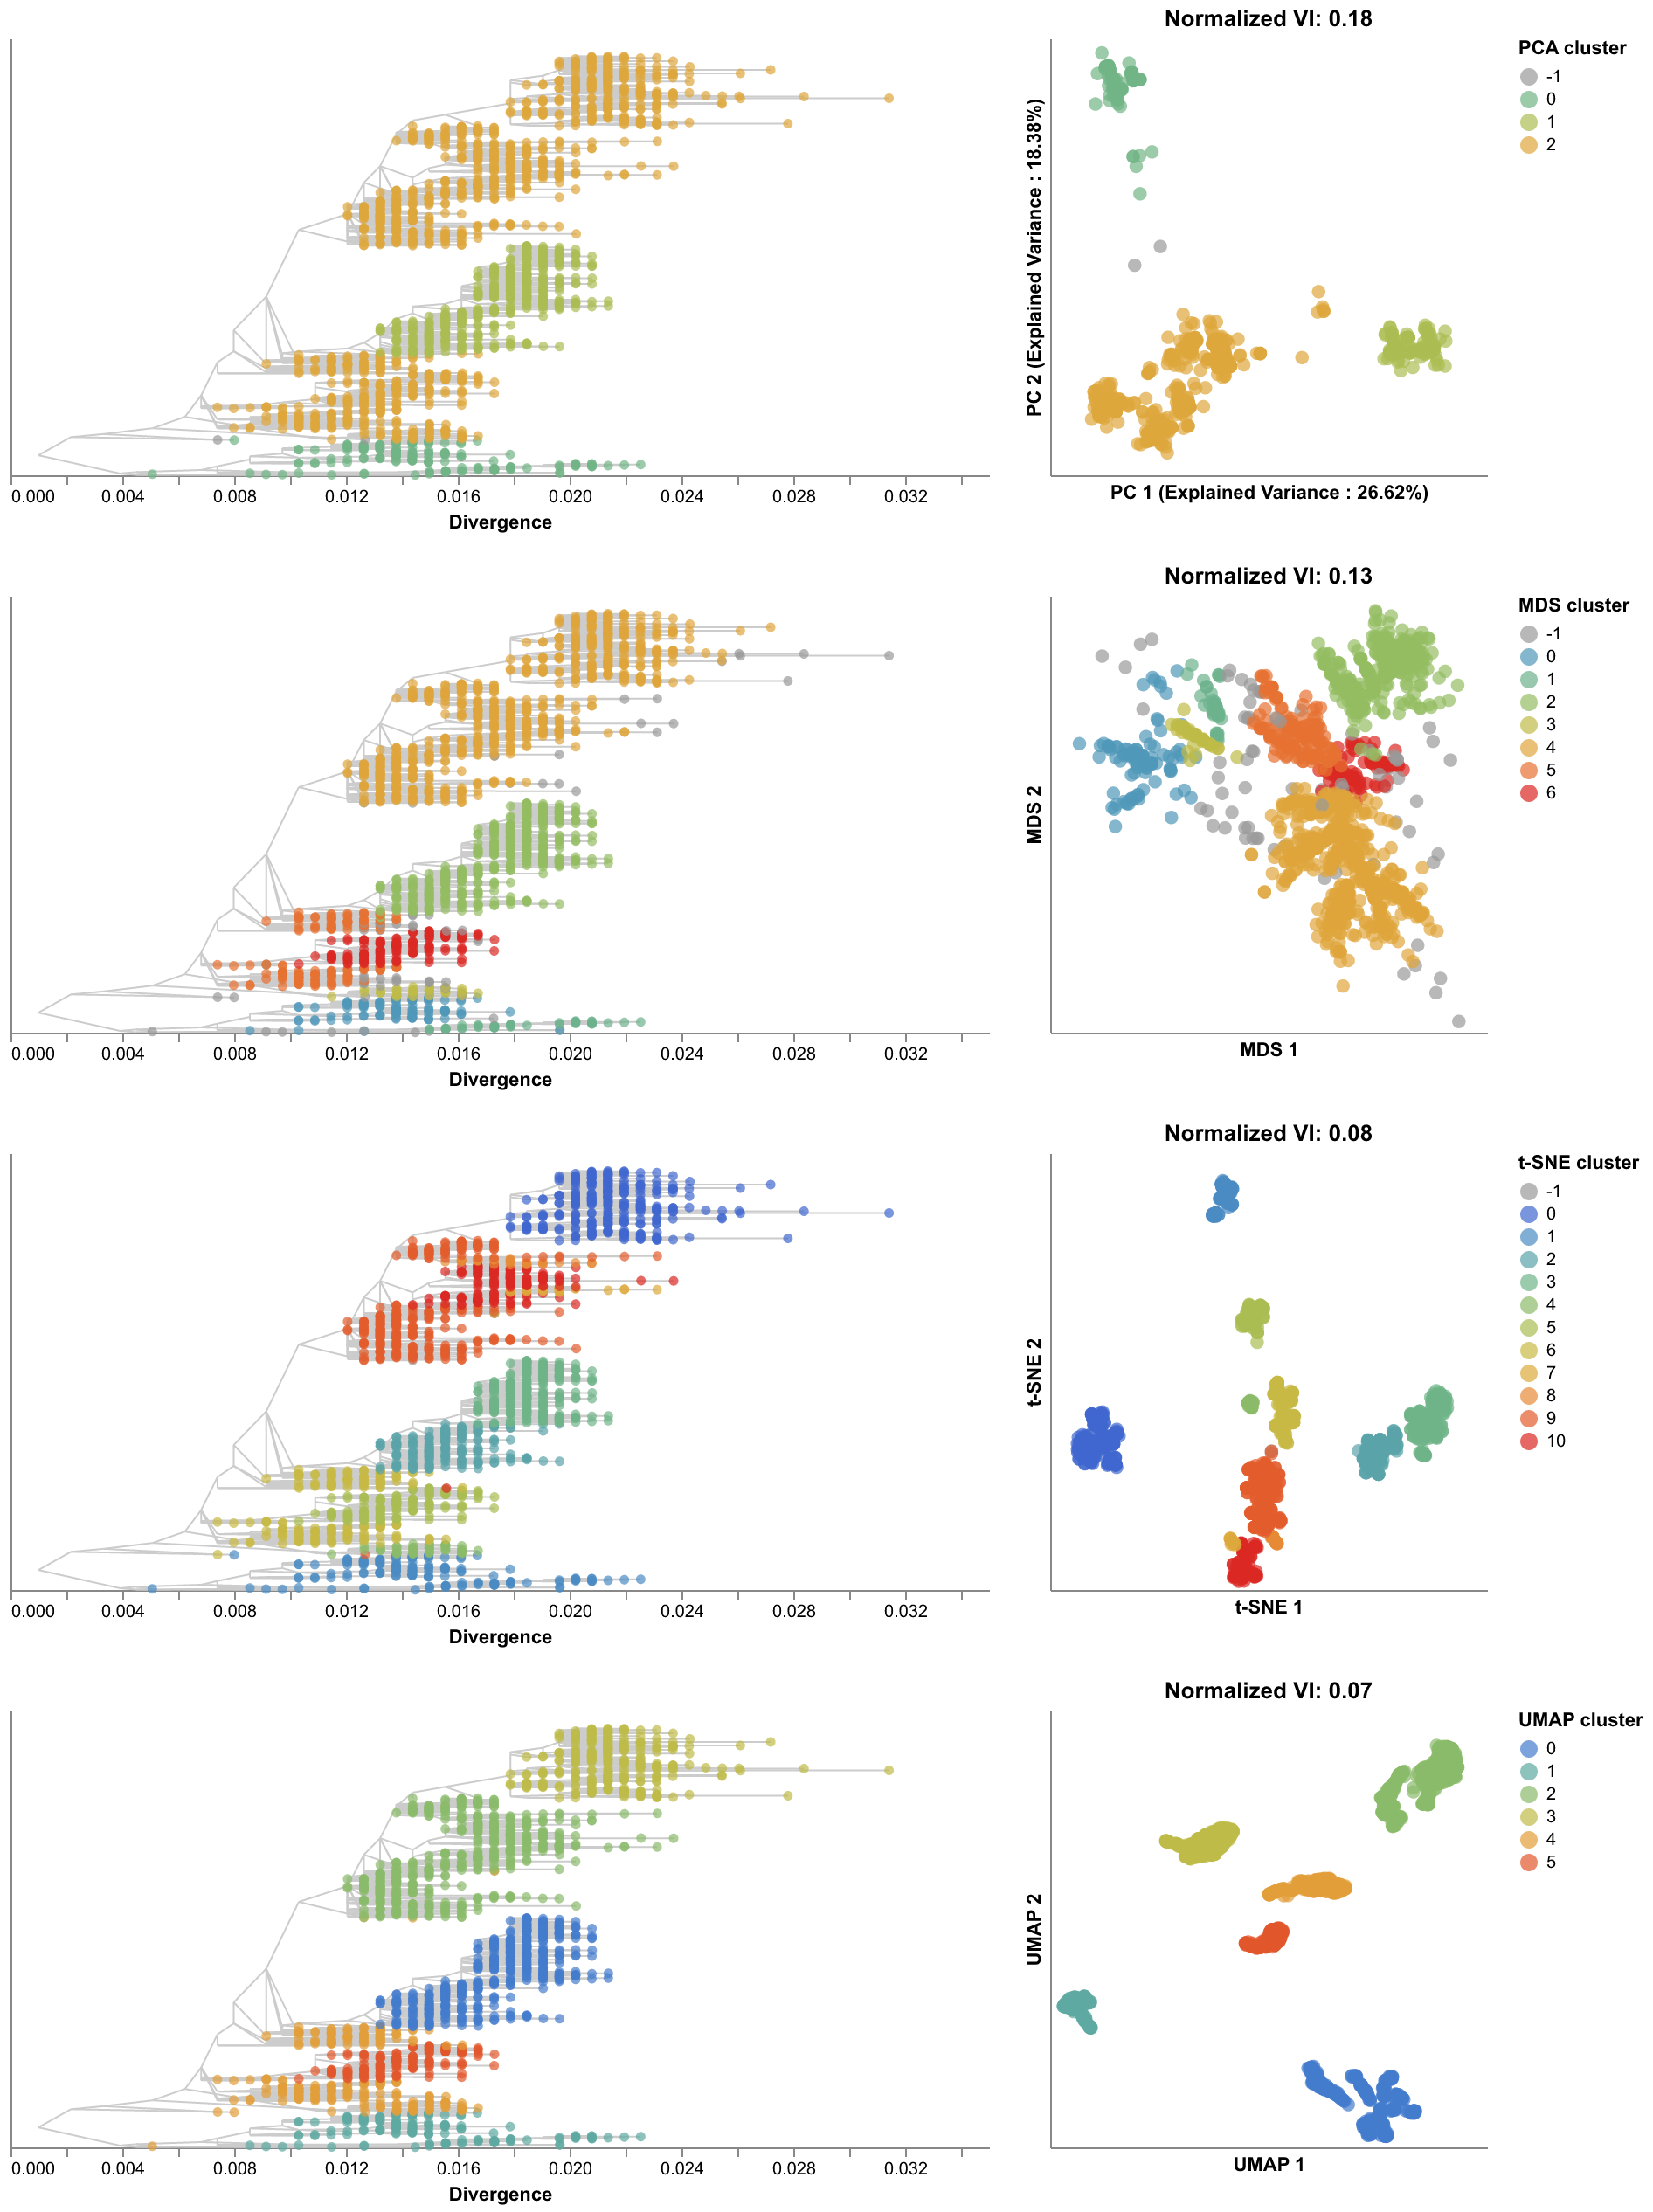 Normalized VI: 0.18
PCA cluster
-1
0
1
2
PC 2 (Explained Variance : 18.38%)
0.000 0.004 0.008 0.012 0.016 0.020 0.024 0.028 0.032
Divergence
PC 1 (Explained Variance : 26.62%)
Normalized VI: 0.13
MDS cluster
-1
0
1
2
3
4
5
6
MDS 2
0.000 0.004 0.008 0.012 0.016 0.020 0.024 0.028 0.032
Divergence
MDS 1
Normalized VI: 0.08
t-SNE cluster
-1
0
1
2
3
4
5
6
7
8
9
10
t-SNE 2
0.000 0.004 0.008 0.012 0.016 0.020 0.024 0.028 0.032
Divergence
t-SNE 1
Normalized VI: 0.07
UMAP cluster
0
1
2
3
4
5
UMAP 2
0.000 0.004 0.008 0.012 0.016 0.020 0.024 0.028 0.032
Divergence
UMAP 1